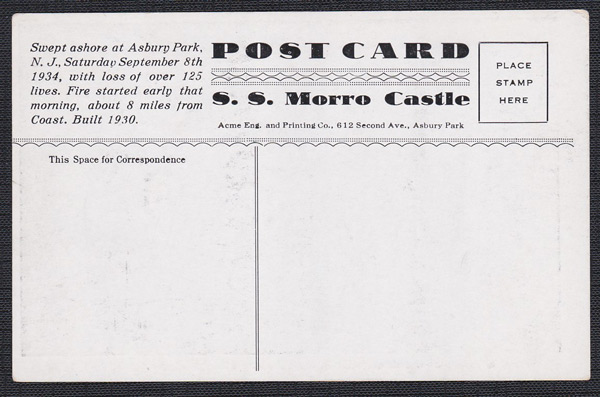 Swept ashore at Asbury Park,
N. J., Saturday September 8th
1934, with loss of over 125
lives. Fire started early that
morning, about 8 miles from
Coast. Built 1930.
POST CARD
S. S. Morro Castle
Acme Eng. and Printing Co., 612 Second Ave., Asbury Park
PLACE
STAMP
HERE
This Space for Correspondence